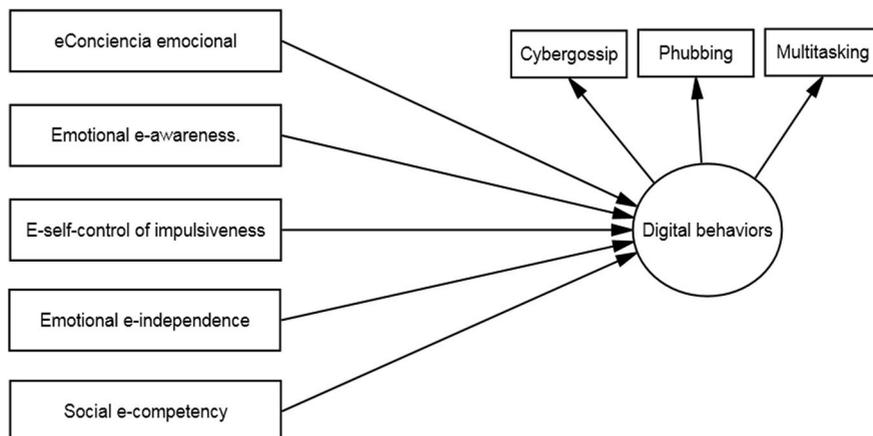 eConciencia emocional
Emotional e-awareness.
E-self-control of impulsiveness
Emotional e-independence
Social e-competency
Cybergossip
Phubbing
Multitasking
Digital behaviors